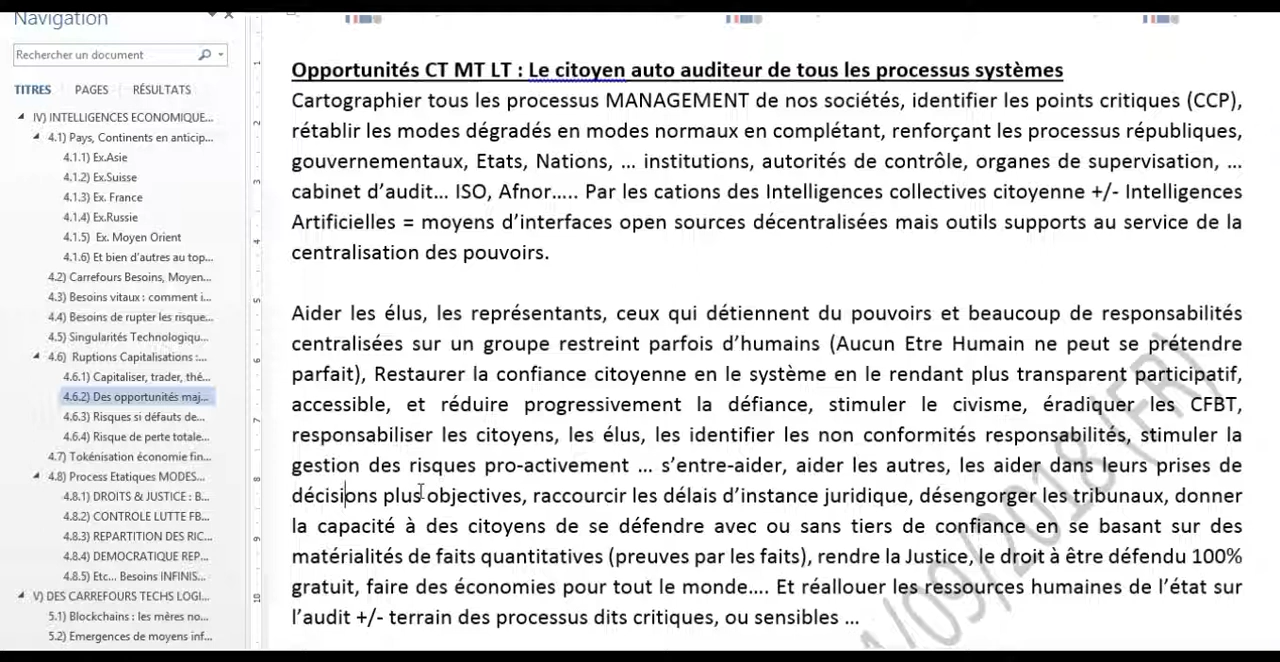 Navigation
Rechercher un document
TITRES PAGES RÉSULTATS
IV) INTELLIGENCES ECONOMIQUE...
4.1) Pays, Continents en anticip...
4.1.1) Ex.Asie
4.1.2) Ex.Suisse
4.1.3) Ex. France
4.1.4) Ex.Russie
4.1.5) Ex. Moyen Orient
4.1.6) Et bien d'autres au top...
4.2) Carrefours Besoins, Moyen...
4.3) Besoins vitaux : comment i...
4.4) Besoins de rupter les risque...
4.5) Singularités Technologiqu...
4.6) Ruptions Capitalisations :...
4.6.1) Capitaliser, trader, thé...
4.6.2) Des opportunités maj...
4.6.3) Risques si défauts de...
4.6.4) Risque de perte totale...
4.7) Tokénisation économie fin...
4.8) Process Etatiques MODES...
4.8.1) DROITS & JUSTICE : B...
4.8.2) CONTROLE LUTTE FB...
4.8.3) REPARTITION DES RIC...
4.8.4) DEMOCRATIQUE REP...
4.8.5) Etc... Besoins INFINIS...
V) DES CARREFOURS TECHS LOGI...
5.1) Blockchains : les mères no...
5.2) Emergences de moyens inf...
Opportunités CT MT LT : Le citoyen auto auditeur de tous les processus systèmes
Cartographier tous les processus MANAGEMENT de nos sociétés, identifier les points critiques (CCP),
rétablir les modes dégradés en modes normaux en complétant, renforçant les processus républiques,
gouvernementaux, Etats, Nations, ... institutions, autorités de contrôle, organes de supervision, ...
cabinet d'audit... ISO, Afnor..... Par les cations des Intelligences collectives citoyenne +/- Intelligences
Artificielles = moyens d'interfaces open sources décentralisées mais outils supports au service de la
centralisation des pouvoirs.
Aider les élus, les représentants, ceux qui détiennent du pouvoirs et beaucoup de responsabilités
centralisées sur un groupe restreint parfois d'humains (Aucun Etre Humain ne peut se prétendre
parfait), Restaurer la confiance citoyenne en le système en le rendant plus transparent participatif,
accessible, et réduire progressivement la défiance, stimuler le civisme, éradiquer les CFBT,
responsabiliser les citoyens, les élus, les identifier les non conformités responsabilités, stimuler la
gestion des risques pro-activement ... s'entre-aider, aider les autres, les aider dans leurs prises de
décisions plus objectives, raccourcir les délais d'instance juridique, désengorger les tribunaux, donner
la capacité à des citoyens de se défendre avec ou sans tiers de confiance en se basant sur des
matérialités de faits quantitatives (preuves par les faits), rendre la Justice, le droit à être défendu 100%
gratuit, faire des économies pour tout le monde.... Et réallouer les ressources humaines de l'état sur
l'audit +/- terrain des processus dits critiques, ou sensibles ...
/09/2018 (FR)